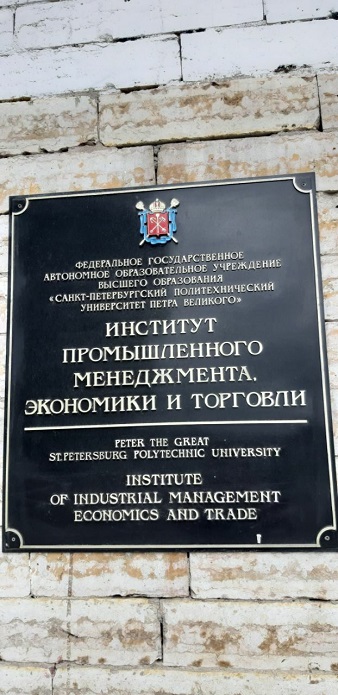 ФЕДЕРАЛЬНОЕ ГОСУДАРСТВЕННОЕ
АВТОНОМНОЕ ОБРАЗОВАТЕЛЬНОЕ УЧРЕЖДЕНИЕ
ВЫСШЕГО ОБРАЗОВАНИЯ
«САНКТ-ПЕТЕРБУРГСКИЙ ПОЛИТЕХНИЧЕСКИЙ
УНИВЕРСИТЕТ ПЕТРА ВЕЛИКОГО»
ИНСТИТУТ
ПРОМЫШЛЕННОГО
МЕНЕДЖМЕНТА,
ЭКОНОМИКИ И ТОРГОВЛИ
PETER THE GREAT
ST.PETERSBURG POLYTECHNIC UNIVERSITY
INSTITUTE
OF INDUSTRIAL MANAGEMENT
ECONOMICS AND TRADE